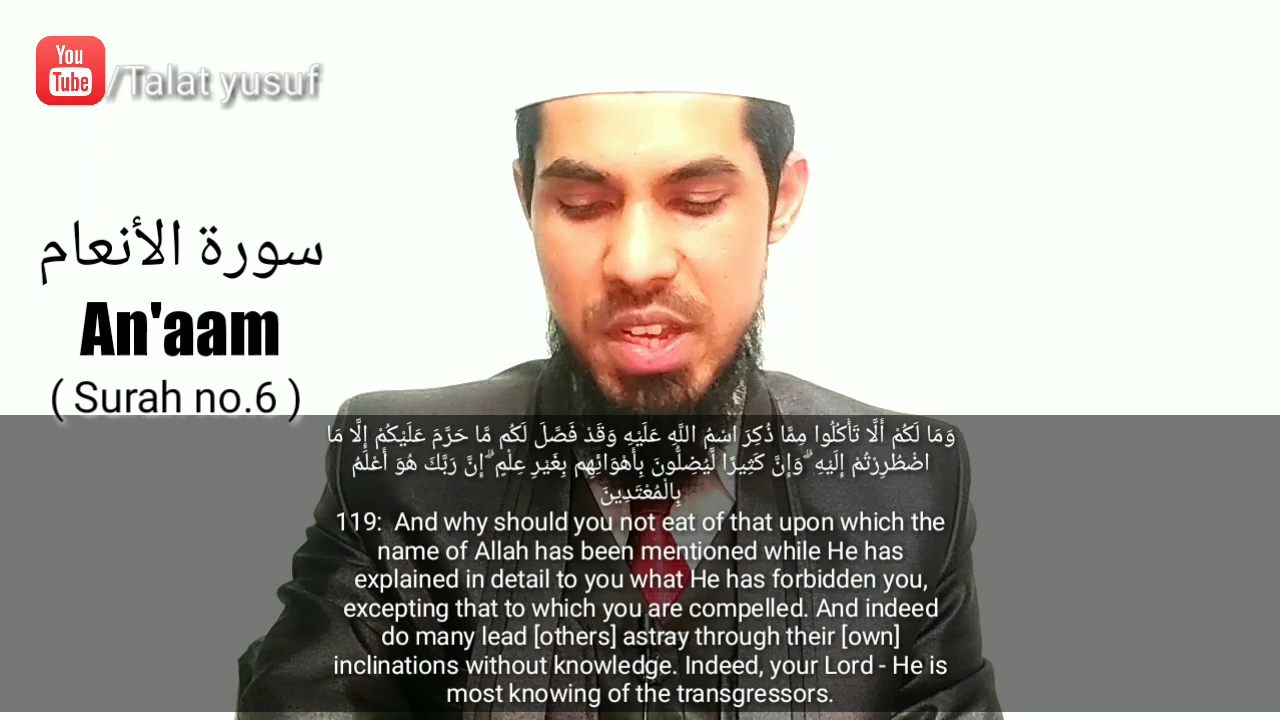 You
Tube
/Talat yusuf
سورة الأنعام
An'aam
( Surah no.6 )
وَمَا لَكُمْ أَلَّا تَأْكُلُوا مِمَّا ذُكِرَ اسْمُ اللَّهِ عَلَيْهِ وَقَدْ فَصَّلَ لَكُم مَّا حَرَّمَ عَلَيْكُمْ إِلَّا مَا
اضْطُرِرْتُمْ إِلَيْهِ ۗ وَإِنَّ كَثِيرًا لَّيُضِلُّونَ بِأَهْوَائِهِم بِغَيْرِ عِلْمٍ ۗ إِنَّ رَبَّكَ هُوَ أَعْلَمُ
بِالْمُعْتَدِينَ
119:  And why should you not eat of that upon which the
name of Allah has been mentioned while He has
explained in detail to you what He has forbidden you,
excepting that to which you are compelled. And indeed
do many lead [others] astray through their [own]
inclinations without knowledge. Indeed, your Lord - He is
most knowing of the transgressors.